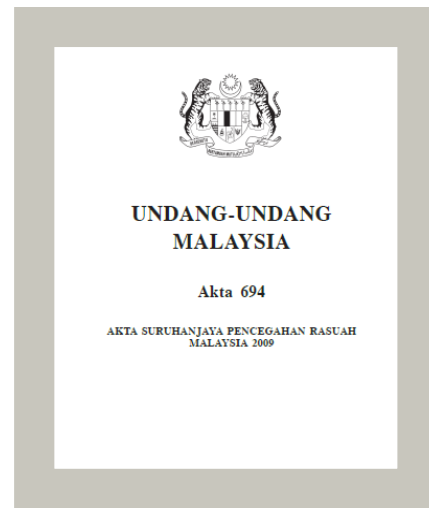 UNDANG-UNDANG
MALAYSIA
Akta 694
AKTA SURUHANJAYA PENCEGAHAN RASUAH
MALAYSIA 2009